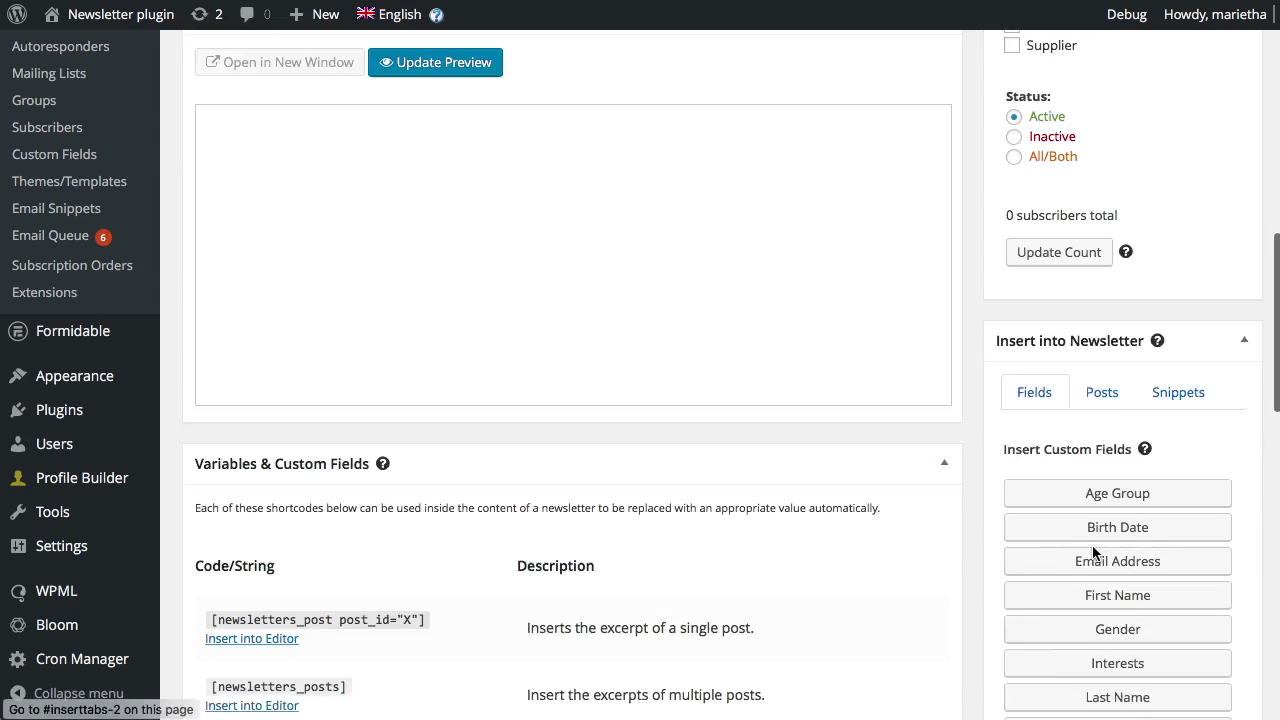 Newsletter plugin 2 0 New English Debug Howdy, marietha
Autoresponders
Mailing Lists
Groups
Subscribers
Custom Fields
Themes/Templates
Email Snippets
Email Queue 6
Subscription Orders
Extensions
Formidable
Appearance
Plugins
Users
Profile Builder
Tools
Settings
WPML
Bloom
Cron Manager
Collapse menu
Go to #inserttabs-2 on this page
Open in New Window Update Preview
Variables & Custom Fields
Each of these shortcodes below can be used inside the content of a newsletter to be replaced with an appropriate value automatically.
Code/String Description
[newsletters_post post_id="X"]
Insert into Editor
Inserts the excerpt of a single post.
[newsletters_posts]
Insert into Editor
Insert the excerpts of multiple posts.
Supplier
Status:
Active
Inactive
All/Both
0 subscribers total
Update Count
Insert into Newsletter
Fields Posts Snippets
Insert Custom Fields
Age Group
Birth Date
Email Address
First Name
Gender
Interests
Last Name